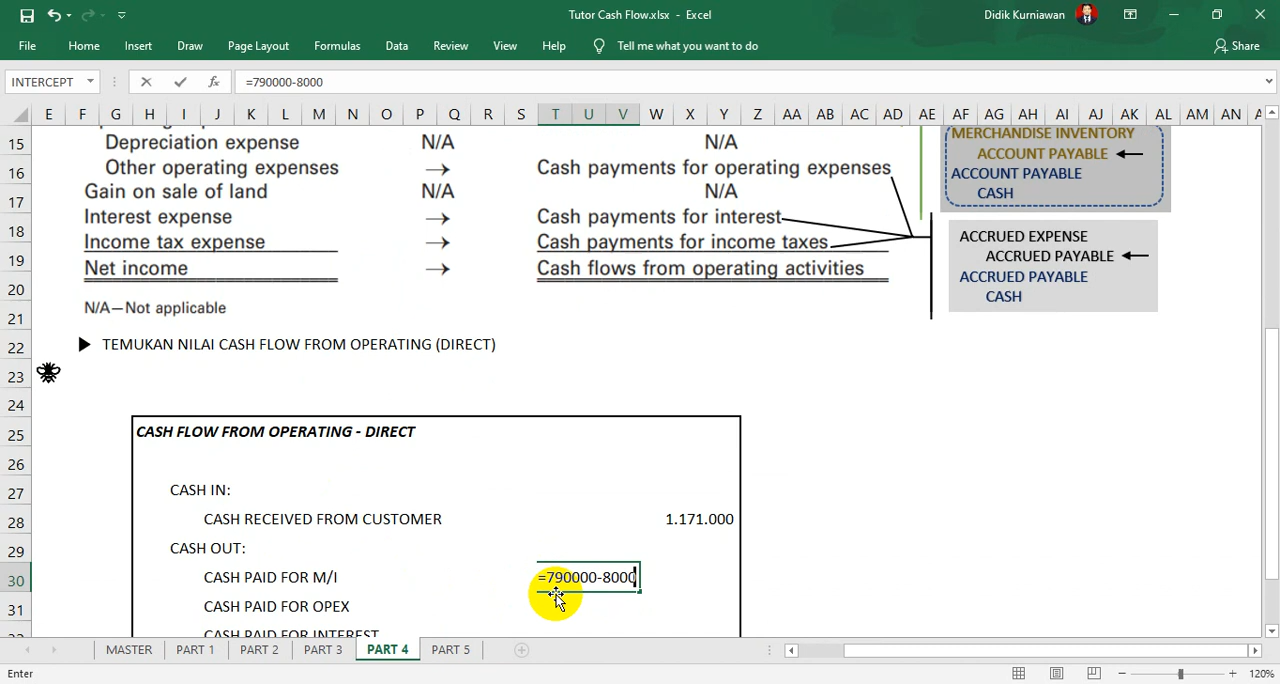 Tutor Cash Flow.xlsx - Excel
Didik Kurniawan
File Home Insert Draw Page Layout Formulas Data Review View Help Tell me what you want to do
Share
INTERCEPT fx =790000-8000
E F G H I J K L M N O P Q R S T U V W X Y Z AA AB AC AD AE AF AG AH AI AJ AK AL AM AN
MERCHANDISE INVENTORY
15 Depreciation expense N/A N/A
ACCOUNT PAYABLE
16 Other operating expenses → Cash payments for operating expenses
ACCOUNT PAYABLE
17 Gain on sale of land N/A N/A
CASH
18 Interest expense → Cash payments for interest
ACCRUED EXPENSE
19 Income tax expense → Cash payments for income taxes
ACCRUED PAYABLE
20 Net income → Cash flows from operating activities
ACCRUED PAYABLE
CASH
21 N/A—Not applicable
22 TEMUKAN NILAI CASH FLOW FROM OPERATING (DIRECT)
23
24
25 CASH FLOW FROM OPERATING - DIRECT
26
27 CASH IN:
28 CASH RECEIVED FROM CUSTOMER 1.171.000
29 CASH OUT:
30 CASH PAID FOR M/I =790000-8000
31 CASH PAID FOR OPEX
CASH PAID FOR INTEREST
MASTER PART 1 PART 2 PART 3 PART 4 PART 5
Enter
120%